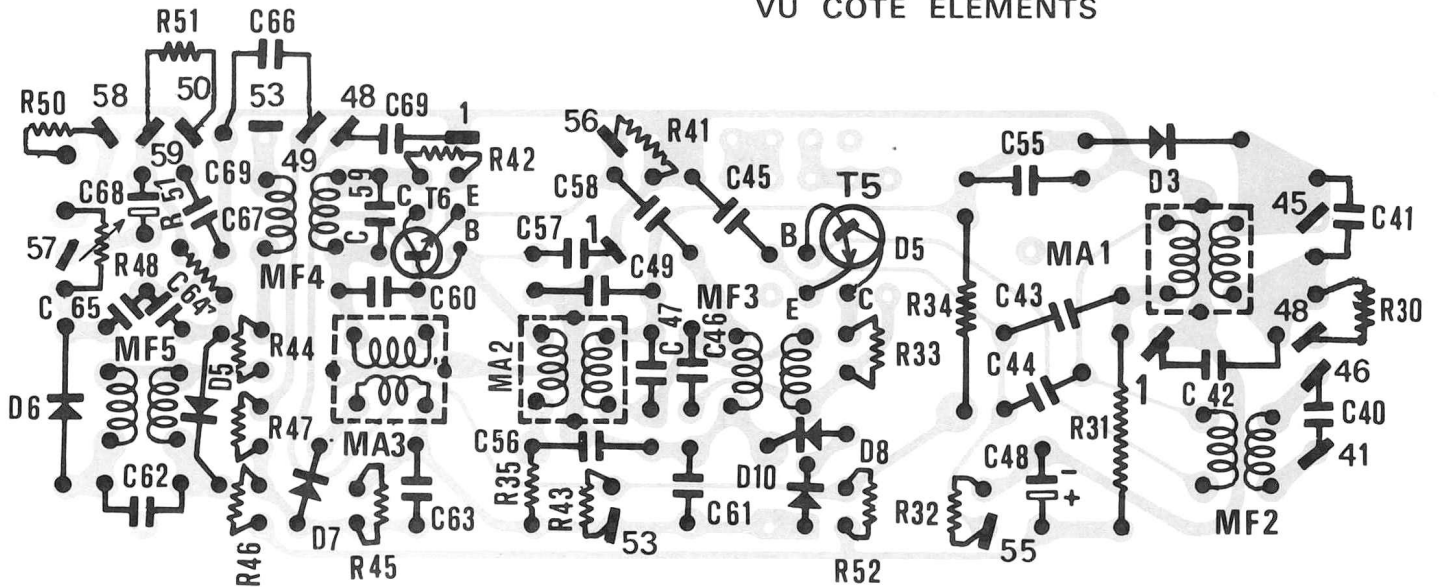 VU COTE ELEMENTS
R51
C66
R50
58
50
53
48
C69
1
56
R41
C55
59
C69
49
R42
C68
R 51
C67
C 59
C
T6
E
B
C58
C45
T5
D3
45
C41
57
R48
MF4
C57
1
B
D5
MA1
C 65
C64
C60
C49
MF3
E
C
R34
C43
48
R30
MF5
D5
R44
MA2
C 47
C46
R33
C44
1
C 42
46
D6
R47
MA3
C56
D8
R31
C40
41
C62
R35
R43
D10
C48
-
+
R46
D7
R45
C63
53
C61
R52
R32
55
MF2